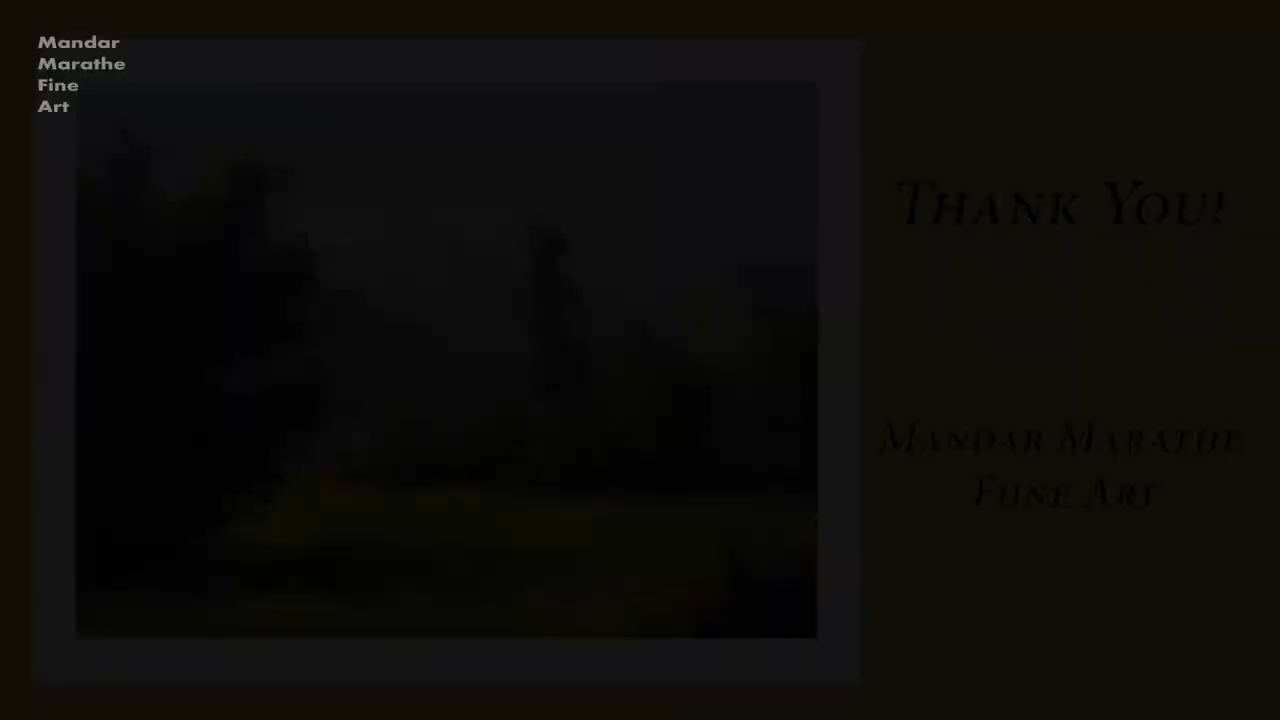 Mandar
Marathe
Fine
Art
THANK YOU!
MANDAR MARATHE
FINE ART